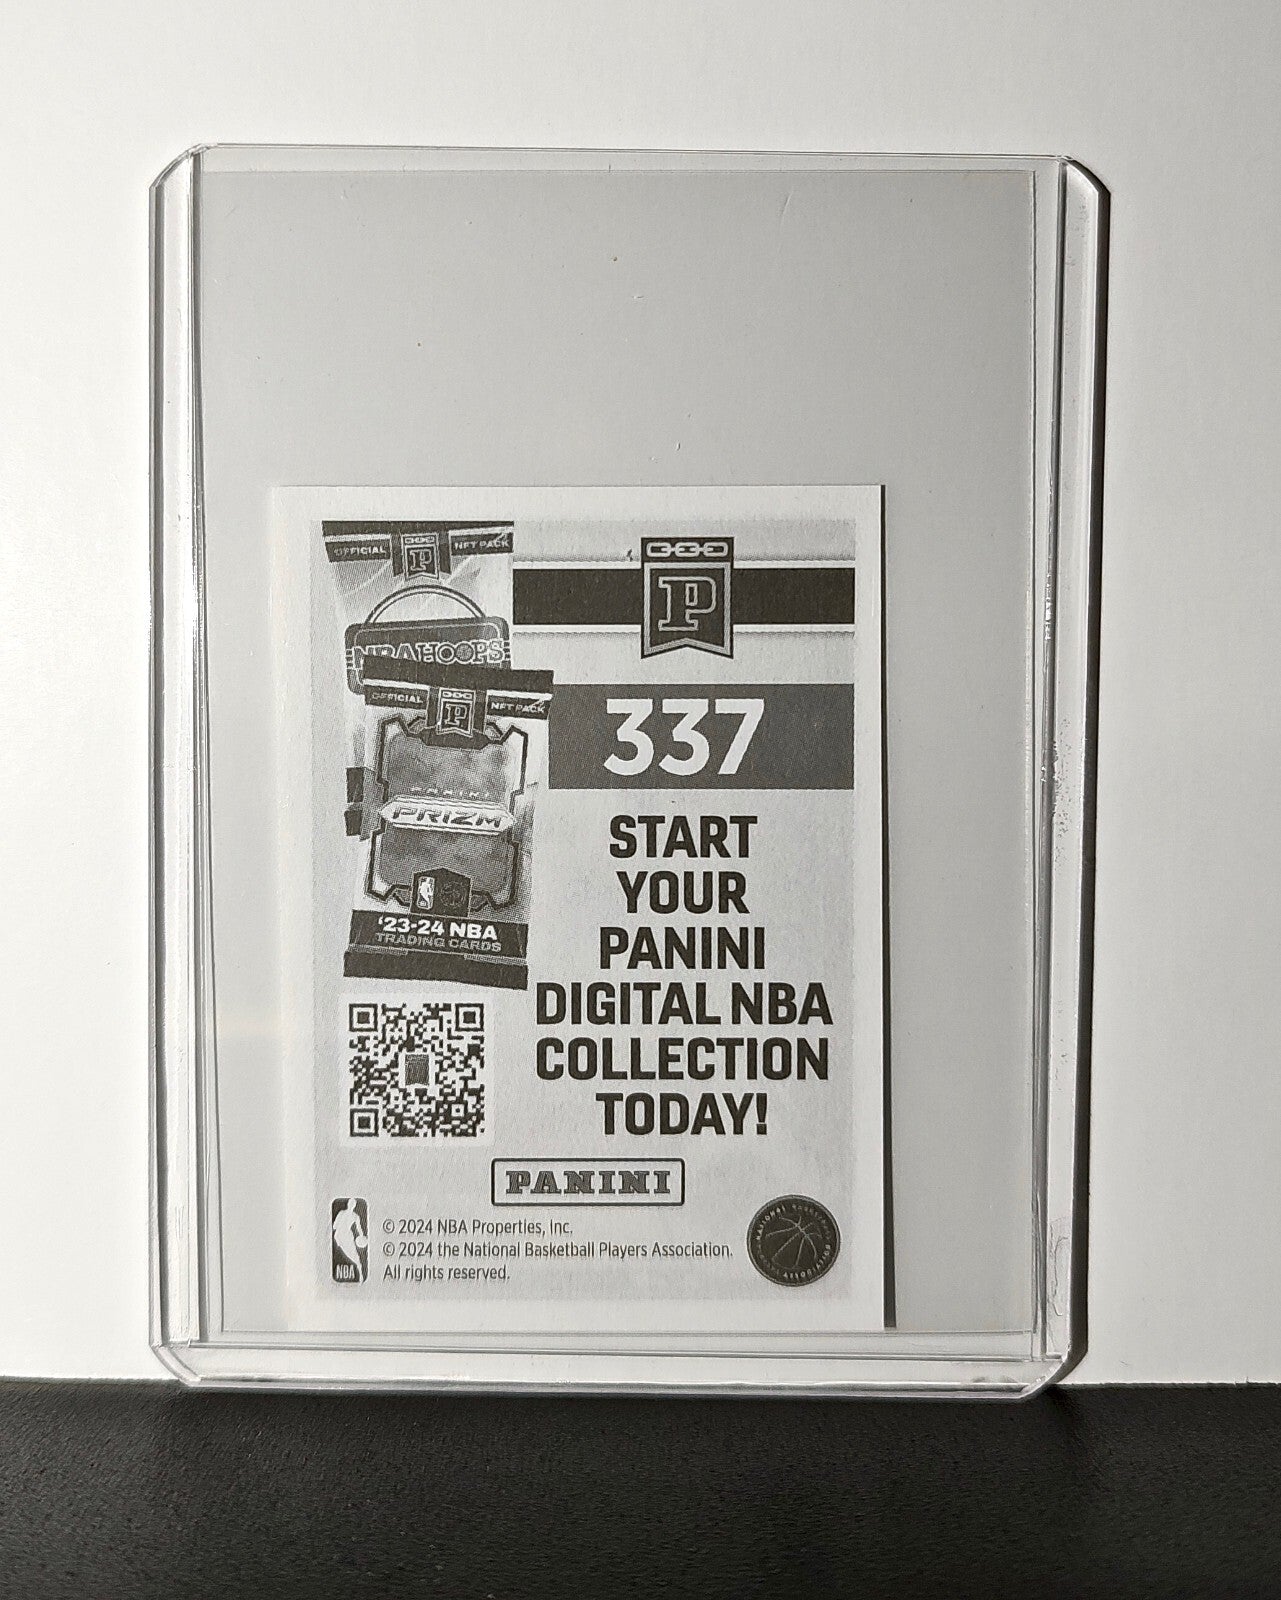 OFFICIAL P NFT PACK
NBA HOOPS
OFFICIAL P NFT PACK
PANINI
PRIZM
'23-24 NBA
TRADING CARDS
P
337
START
YOUR
PANINI
DIGITAL NBA
COLLECTION
TODAY!
PANINI
NBA
© 2024 NBA Properties, Inc.
© 2024 the National Basketball Players Association.
All rights reserved.